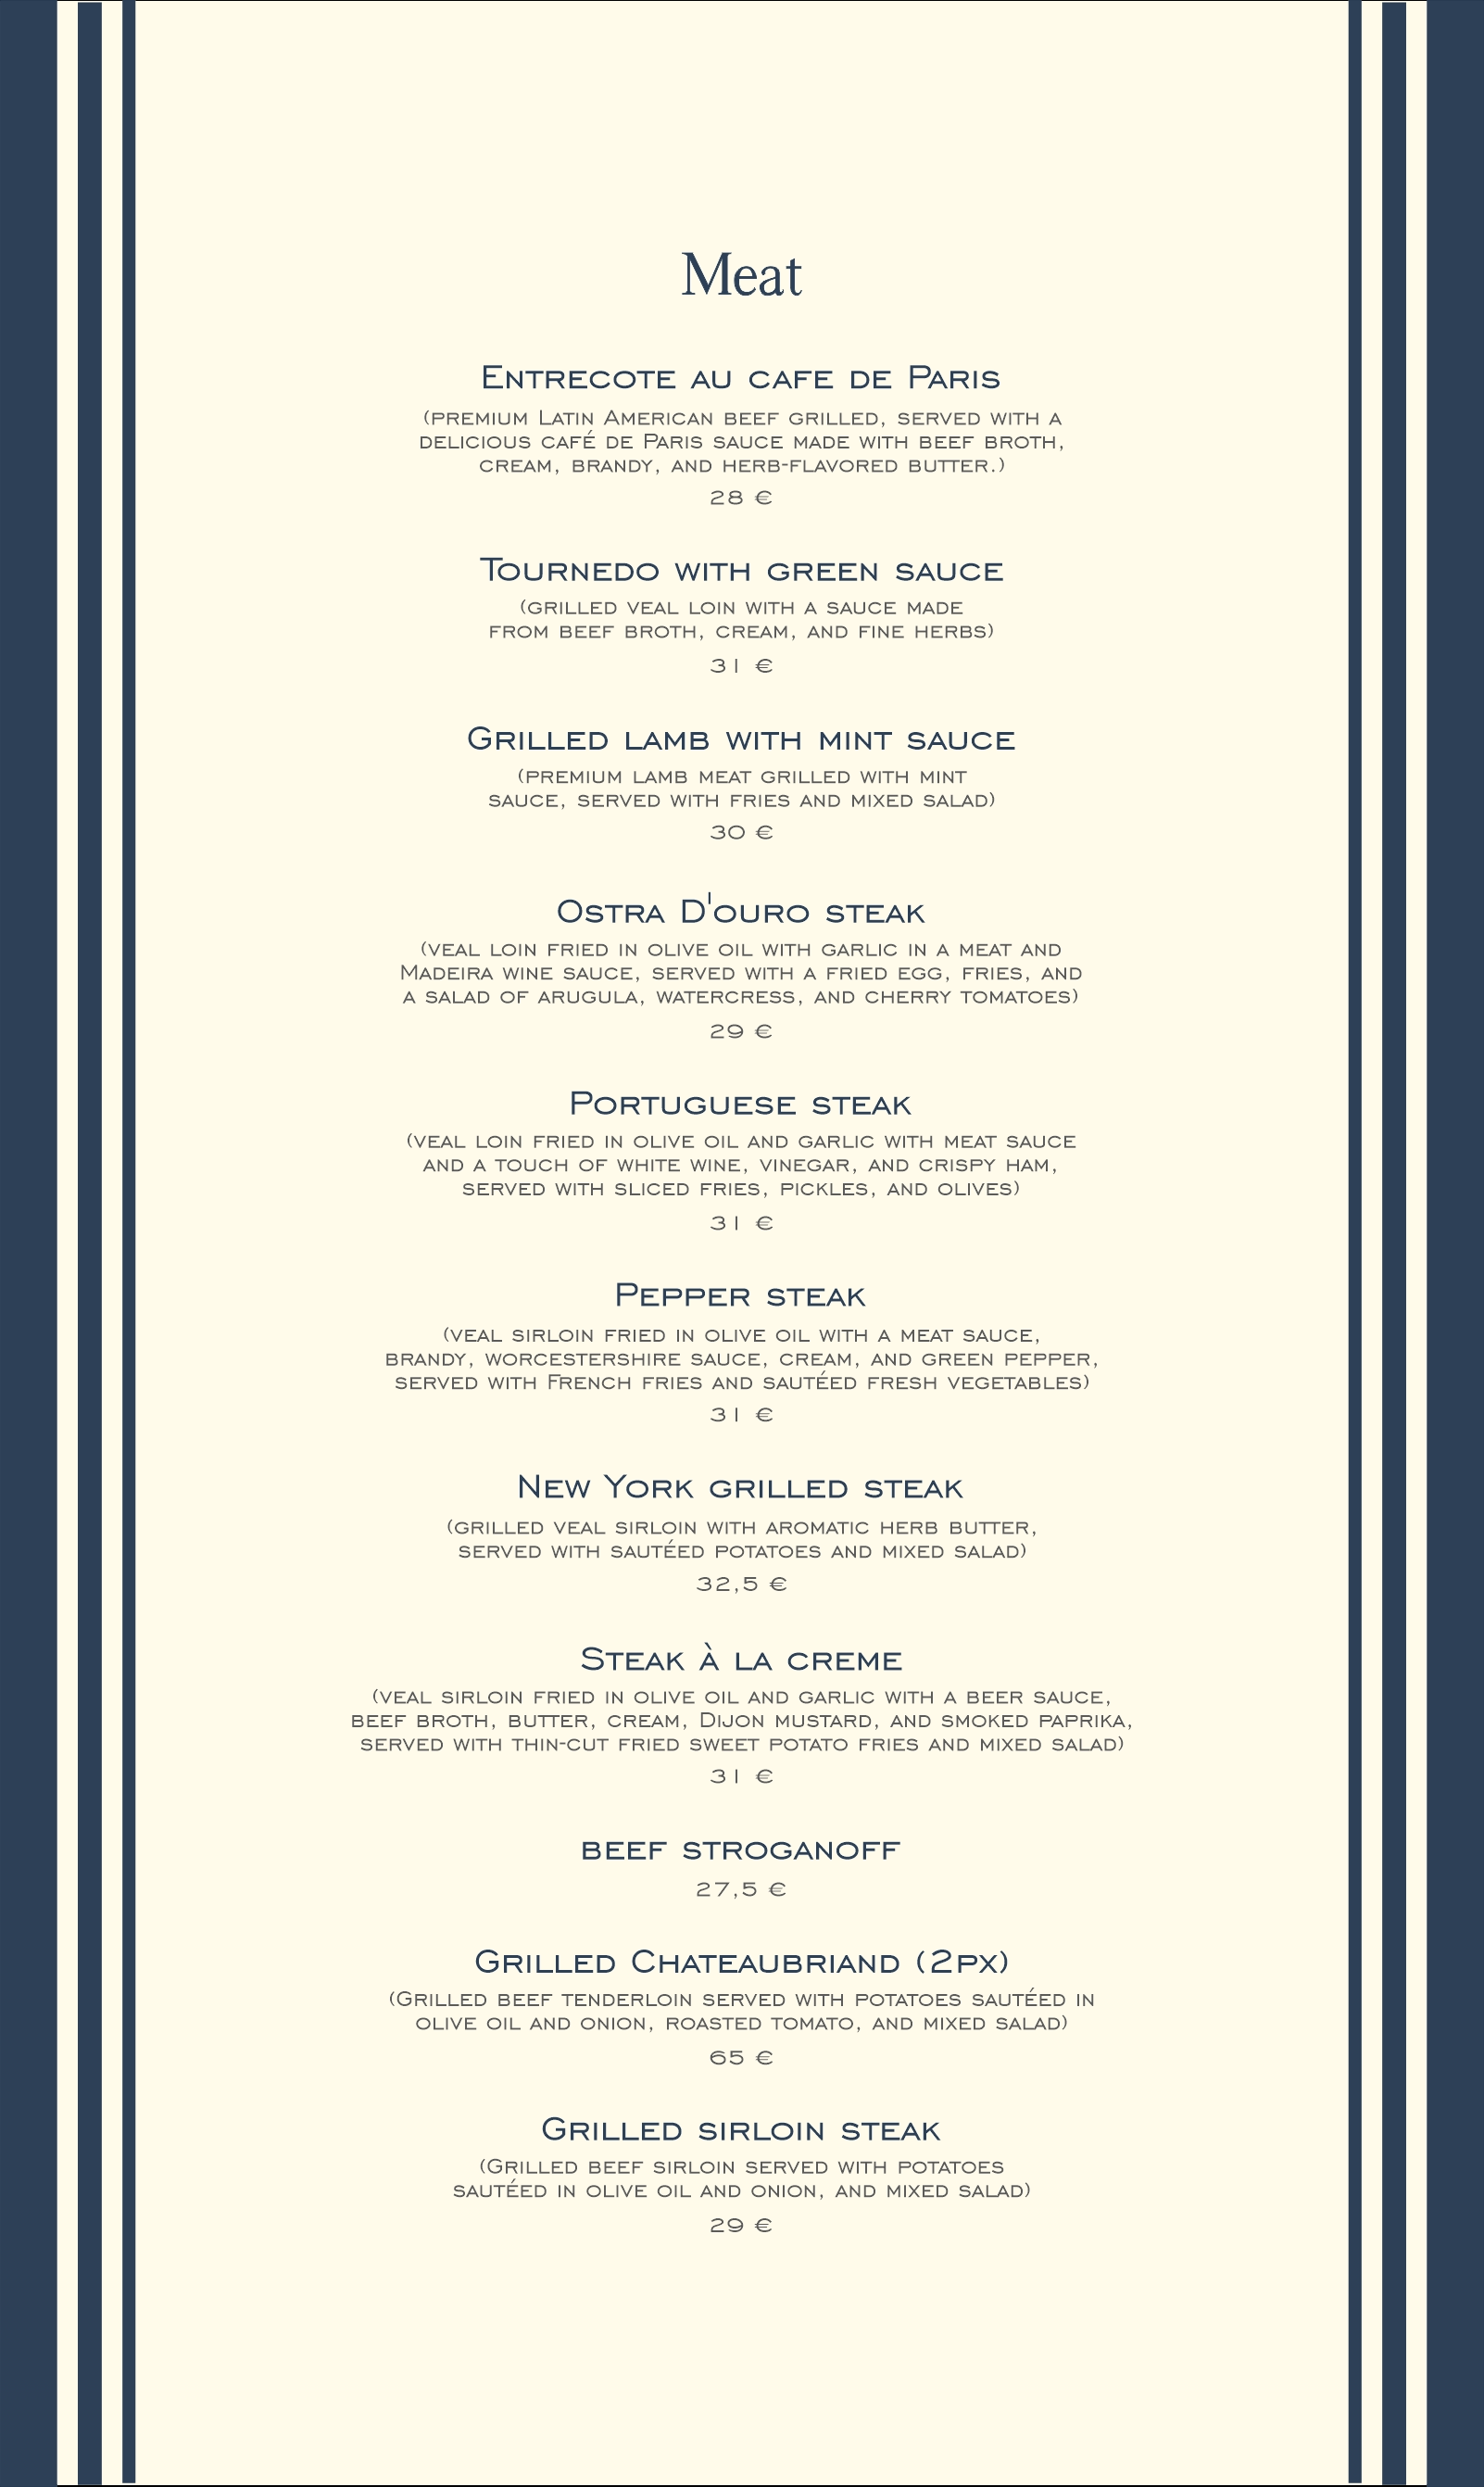 Meat
Entrecote au cafe de Paris
(premium Latin American beef grilled, served with a
delicious café de Paris sauce made with beef broth,
cream, brandy, and herb-flavored butter.)
28 €
Tournedo with green sauce
(grilled veal loin with a sauce made
from beef broth, cream, and fine herbs)
31 €
Grilled lamb with mint sauce
(premium lamb meat grilled with mint
sauce, served with fries and mixed salad)
30 €
Ostra D'ouro steak
(veal loin fried in olive oil with garlic in a meat and
Madeira wine sauce, served with a fried egg, fries, and
a salad of arugula, watercress, and cherry tomatoes)
29 €
Portuguese steak
(veal loin fried in olive oil and garlic with meat sauce
and a touch of white wine, vinegar, and crispy ham,
served with sliced fries, pickles, and olives)
31 €
Pepper steak
(veal sirloin fried in olive oil with a meat sauce,
brandy, worcestershire sauce, cream, and green pepper,
served with French fries and sautéed fresh vegetables)
31 €
New York grilled steak
(grilled veal sirloin with aromatic herb butter,
served with sautéed potatoes and mixed salad)
32,5 €
Steak à la creme
(veal sirloin fried in olive oil and garlic with a beer sauce,
beef broth, butter, cream, Dijon mustard, and smoked paprika,
served with thin-cut fried sweet potato fries and mixed salad)
31 €
beef stroganoff
27,5 €
Grilled Chateaubriand (2px)
(Grilled beef tenderloin served with potatoes sautéed in
olive oil and onion, roasted tomato, and mixed salad)
65 €
Grilled sirloin steak
(Grilled beef sirloin served with potatoes
sautéed in olive oil and onion, and mixed salad)
29 €